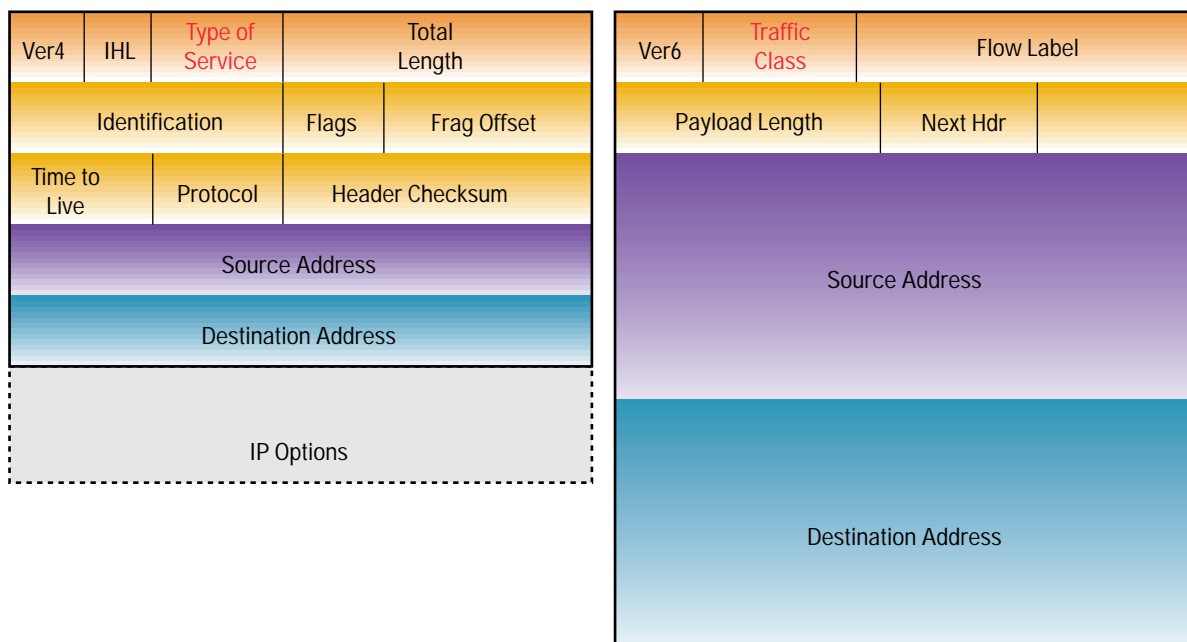 Ver4
IHL
Type of
Service
Total
Length
Identification
Flags
Frag Offset
Time to
Live
Protocol
Header Checksum
Source Address
Destination Address
IP Options
Ver6
Traffic
Class
Flow Label
Payload Length
Next Hdr
Source Address
Destination Address